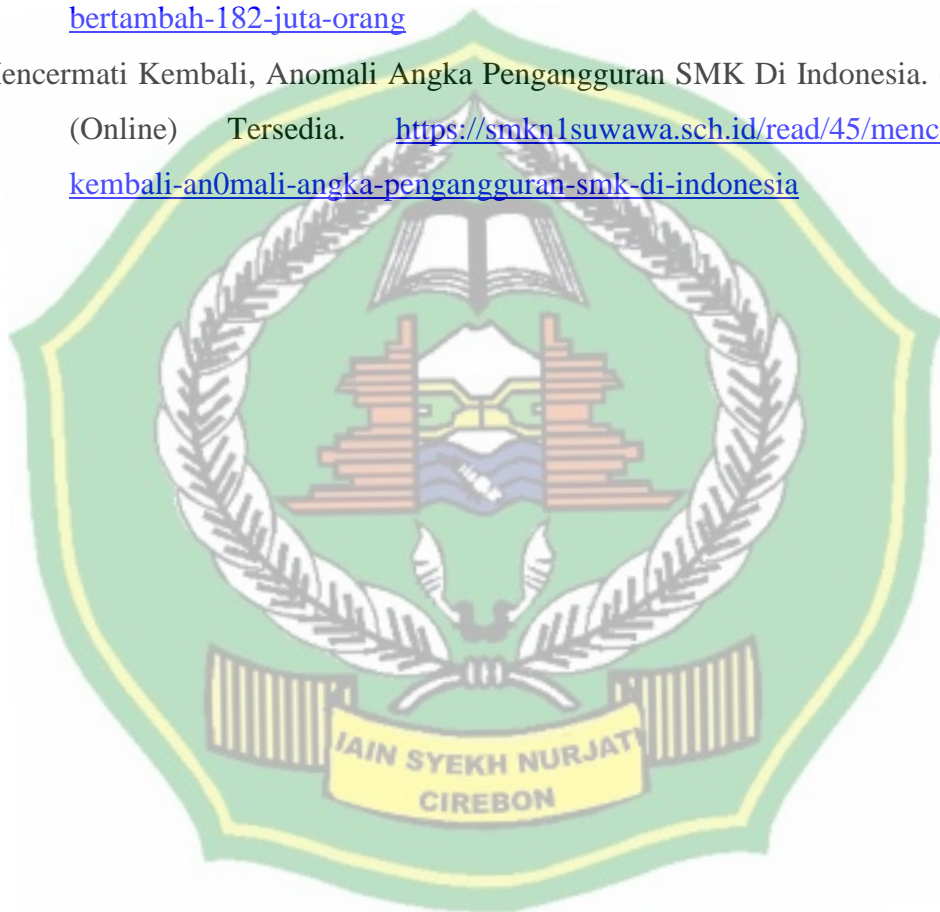 bertambah-182-juta-orang
encermati Kembali, Anomali Angka Pengangguran SMK Di Indonesia.
(Online) Tersedia. https://smkn1suwawa.sch.id/read/45/menc
kembali-an0mali-angka-pengangguran-smk-di-indonesia
IAIN SYEKH NURJATI
CIREBON